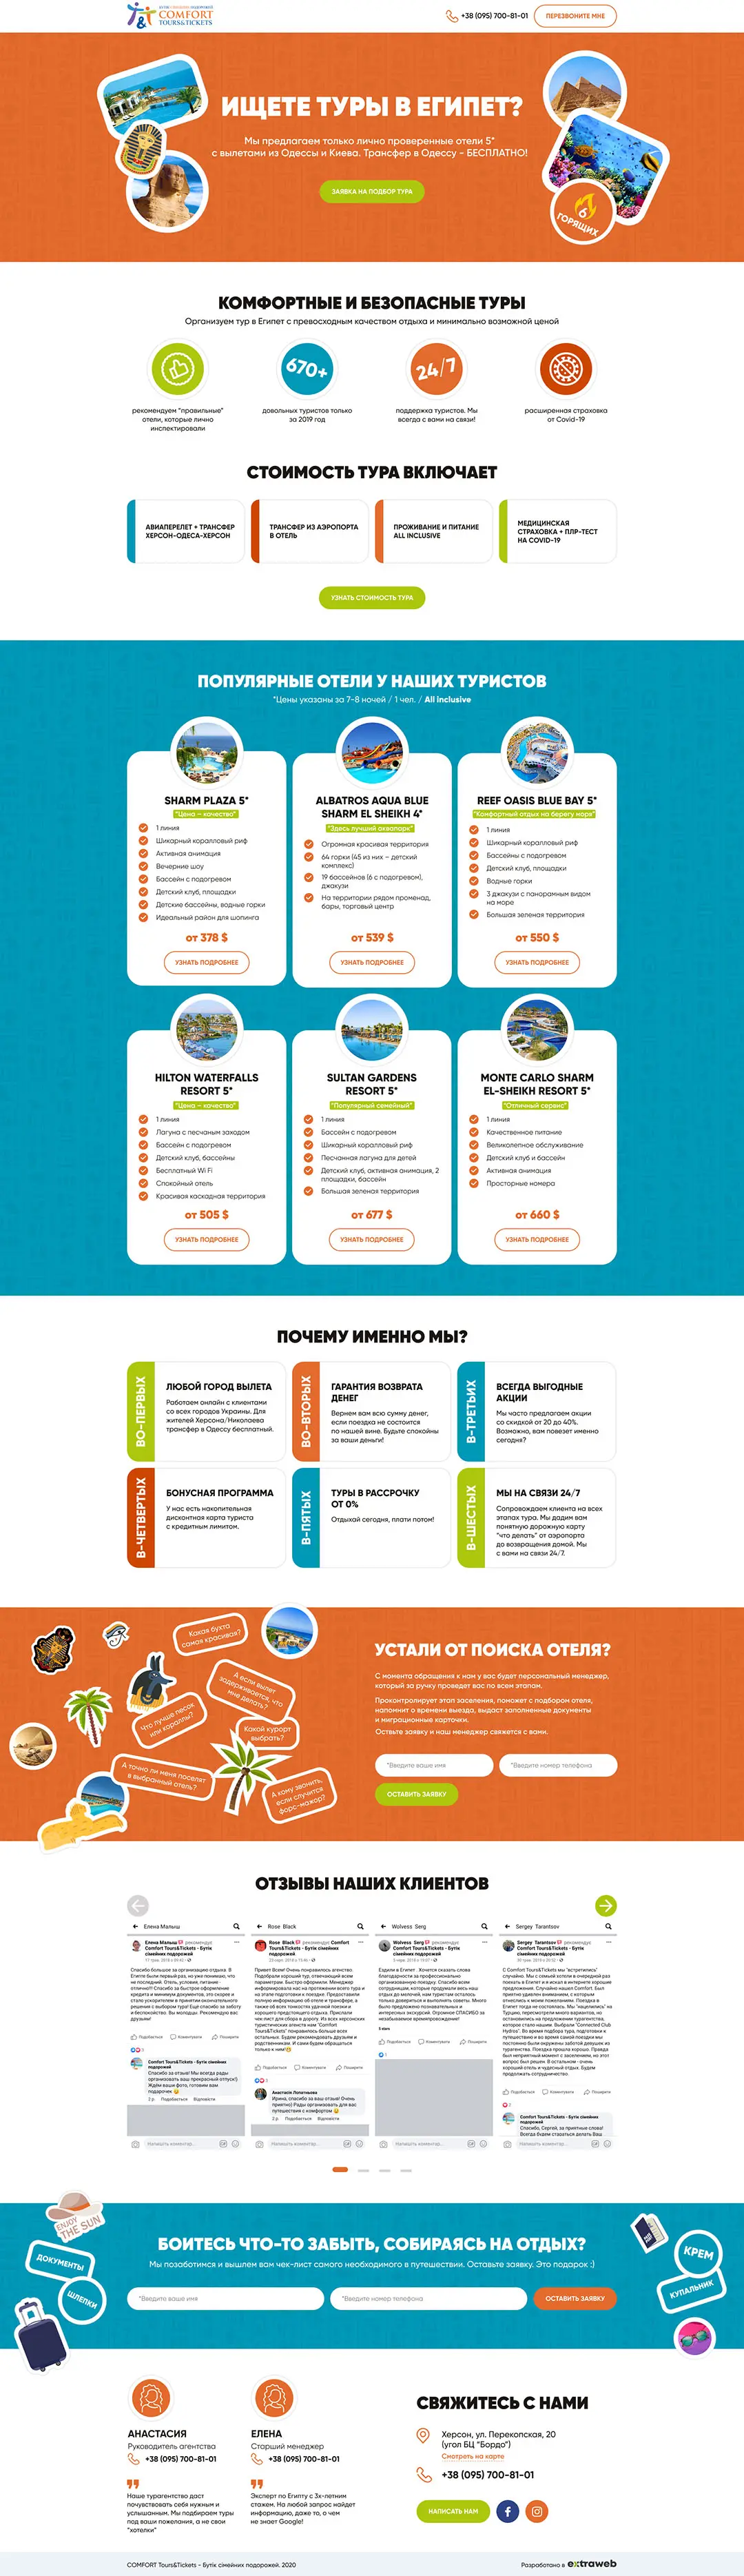 COMFORT
TOURS&TICKETS
+38 (095) 700-81-01
ПЕРЕЗВОНИТЕ МНЕ
ИЩЕТЕ ТУРЫ В ЕГИПЕТ?
Мы предлагаем только лично проверенные отели 5*
с вылетами из Одессы и Киева. Трансфер в Одессу - БЕСПЛАТНО!
ЗАЯВКА НА ПОДБОР ТУРА
6
ГОРЯЩИХ
КОМФОРТНЫЕ И БЕЗОПАСНЫЕ ТУРЫ
Организуем тур в Египет с превосходным качеством отдыха и минимально возможной ценой
670+
24/7
рекомендуем "правильные"
отели, которые лично
инспектировали
довольных туристов только
за 2019 год
поддержка туристов. Мы
всегда с вами на связи!
расширенная страховка
от Covid-19
СТОИМОСТЬ ТУРА ВКЛЮЧАЕТ
АВИАПЕРЕЛЕТ + ТРАНСФЕР
ХЕРСОН-ОДЕСА-ХЕРСОН
ТРАНСФЕР ИЗ АЭРОПОРТА
В ОТЕЛЬ
ПРОЖИВАНИЕ И ПИТАНИЕ
ALL INCLUSIVE
МЕДИЦИНСКАЯ
СТРАХОВКА + ПЛР-ТЕСТ
НА COVID-19
УЗНАТЬ СТОИМОСТЬ ТУРА
ПОПУЛЯРНЫЕ ОТЕЛИ У НАШИХ ТУРИСТОВ
*Цены указаны за 7-8 ночей / 1 чел. / All inclusive
SHARM PLAZA 5*
"Цена – качество"
1 линия
Шикарный коралловый риф
Активная анимация
Вечерние шоу
Бассейн с подогревом
Детский клуб, площадки
Детские бассейны, водные горки
Идеальный район для шопинга
от 378 $
УЗНАТЬ ПОДРОБНЕЕ
ALBATROS AQUA BLUE
SHARM EL SHEIKH 4*
"Здесь лучший аквапарк"
Огромная красивая территория
64 горки (45 из них – детский
комплекс)
19 бассейнов (6 с подогревом),
джакузи
На территории рядом променад,
бары, торговый центр
от 539 $
УЗНАТЬ ПОДРОБНЕЕ
REEF OASIS BLUE BAY 5*
"Комфортный отдых на берегу моря"
1 линия
Шикарный коралловый риф
Бассейны с подогревом
Детский клуб, площадки
Водные горки
3 джакузи с панорамным видом
на море
Большая зеленая территория
от 550 $
УЗНАТЬ ПОДРОБНЕЕ
HILTON WATERFALLS
RESORT 5*
"Цена – качество"
1 линия
Лагуна с песчаным заходом
Бассейн с подогревом
Детский клуб, бассейны
Бесплатный Wi Fi
Спокойный отель
Красивая каскадная территория
от 505 $
УЗНАТЬ ПОДРОБНЕЕ
SULTAN GARDENS
RESORT 5*
"Популярный семейный"
1 линия
Бассейн с подогревом
Шикарный коралловый риф
Песчанная лагуна для детей
Детский клуб, активная анимация, 2
площадки, бассейн
Большая зеленая территория
от 677 $
УЗНАТЬ ПОДРОБНЕЕ
MONTE CARLO SHARM
EL-SHEIKH RESORT 5*
"Отличный сервис"
1 линия
Качественное питание
Великолепное обслуживание
Детский клуб и бассейн
Активная анимация
Просторные номера
от 660 $
УЗНАТЬ ПОДРОБНЕЕ
ПОЧЕМУ ИМЕННО МЫ?
ВО-ПЕРВЫХ
ЛЮБОЙ ГОРОД ВЫЛЕТА
Работаем онлайн с клиентами
со всех городов Украины. Для
жителей Херсона/Николаева
трансфер в Одессу бесплатный.
ВО-ВТОРЫХ
ГАРАНТИЯ ВОЗВРАТА
ДЕНЕГ
Вернем вам всю сумму денег,
если поездка не состоится
по нашей вине. Будьте спокойны
за ваши деньги!
В-ТРЕТЬИХ
ВСЕГДА ВЫГОДНЫЕ
АКЦИИ
Мы часто предлагаем акции
со скидкой от 20 до 40%.
Возможно, вам повезет именно
сегодня?
В-ЧЕТВЕРТЫХ
БОНУСНАЯ ПРОГРАММА
У нас есть накопительная
дисконтная карта туриста
с кредитным лимитом.
В-ПЯТЫХ
ТУРЫ В РАССРОЧКУ
ОТ 0%
Отдыхай сегодня, плати потом!
В-ШЕСТЫХ
МЫ НА СВЯЗИ 24/7
Сопровождаем клиента на всех
этапах тура. Мы дадим вам
понятную дорожную карту
"что делать" от аэропорта
до возвращения домой. Мы
с вами на связи 24/7.
Какая бухта
самая красивая?
А если вылет
задерживается, что
мне делать?
Что лучше песок
или кораллы?
Какой курорт
выбрать?
А точно ли меня поселят
в выбранный отель?
А кому звонить,
если случится
форс-мажор?
УСТАЛИ ОТ ПОИСКА ОТЕЛЯ?
С момента обращения к нам у вас будет персональный менеджер,
который за ручку проведет вас по всем этапам.
Проконтролирует этап заселения, поможет с подбором отеля,
напомнит о времени выезда, выдаст заполненные документы
и миграционные карточки.
Оставьте заявку и наш менеджер свяжется с вами.
*Введите ваше имя
*Введите номер телефона
ОСТАВИТЬ ЗАЯВКУ
ОТЗЫВЫ НАШИХ КЛИЕНТОВ
Елена Малыш
Rose Black
Wolvess Serg
Sergey Tarantsov
БОИТЕСЬ ЧТО-ТО ЗАБЫТЬ, СОБИРАЯСЬ НА ОТДЫХ?
Мы позаботимся и вышлем вам чек-лист самого необходимого в путешествии. Оставьте заявку. Это подарок :)
*Введите ваше имя
*Введите номер телефона
ОСТАВИТЬ ЗАЯВКУ
ENJOY
THE SUN
ДОКУМЕНТЫ
ШЛЕПКИ
КРЕМ
КУПАЛЬНИК
АНАСТАСИЯ
Руководитель агентства
+38 (095) 700-81-01
Наше турагентство даст
почувствовать себя нужным и
услышанным. Мы подбираем туры
под ваши пожелания, а не свои
"хотелки"
ЕЛЕНА
Старший менеджер
+38 (095) 700-81-01
Эксперт по Египту с 3х-летним
стажем. На любой запрос найдет
информацию, даже то, о чем
не знает Google!
СВЯЖИТЕСЬ С НАМИ
Херсон, ул. Перекопская, 20
(угол БЦ "Бордо")
Смотреть на карте
+38 (095) 700-81-01
НАПИСАТЬ НАМ
COMFORT Tours&Tickets - Бутік сімейних подорожей. 2020
Разработано в extraweb